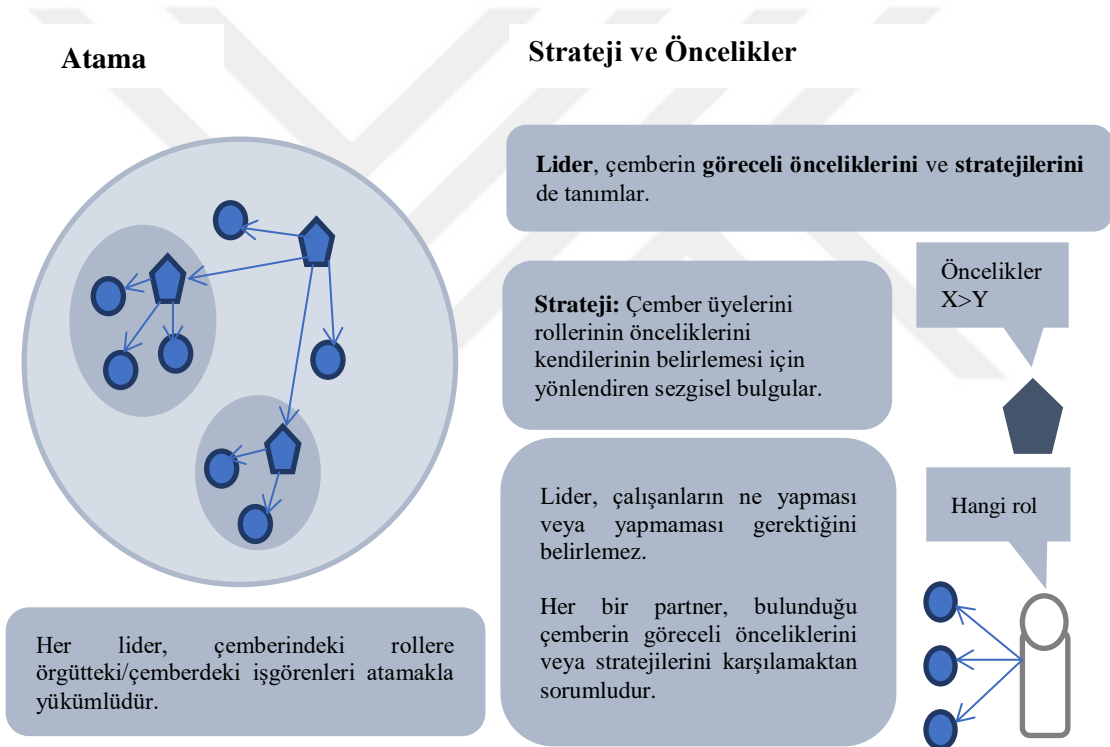 Atama
Strateji ve Öncelikler
Lider, çemberin göreceli önceliklerini ve stratejilerini
de tanımlar.
Öncelikler
X>Y
Strateji: Çember üyelerini
rollerinin önceliklerini
kendilerinin belirlemesi için
yönlendiren sezgisel bulgular.
Lider, çalışanların ne yapması
veya yapmaması gerektiğini
belirlemez.
Her bir partner, bulunduğu
çemberin göreceli önceliklerini
veya stratejilerini karşılamaktan
sorumludur.
Hangi rol
Her lider, çemberindeki rollere
örgütteki/çemberdeki işgörenleri atamakla
yükümlüdür.